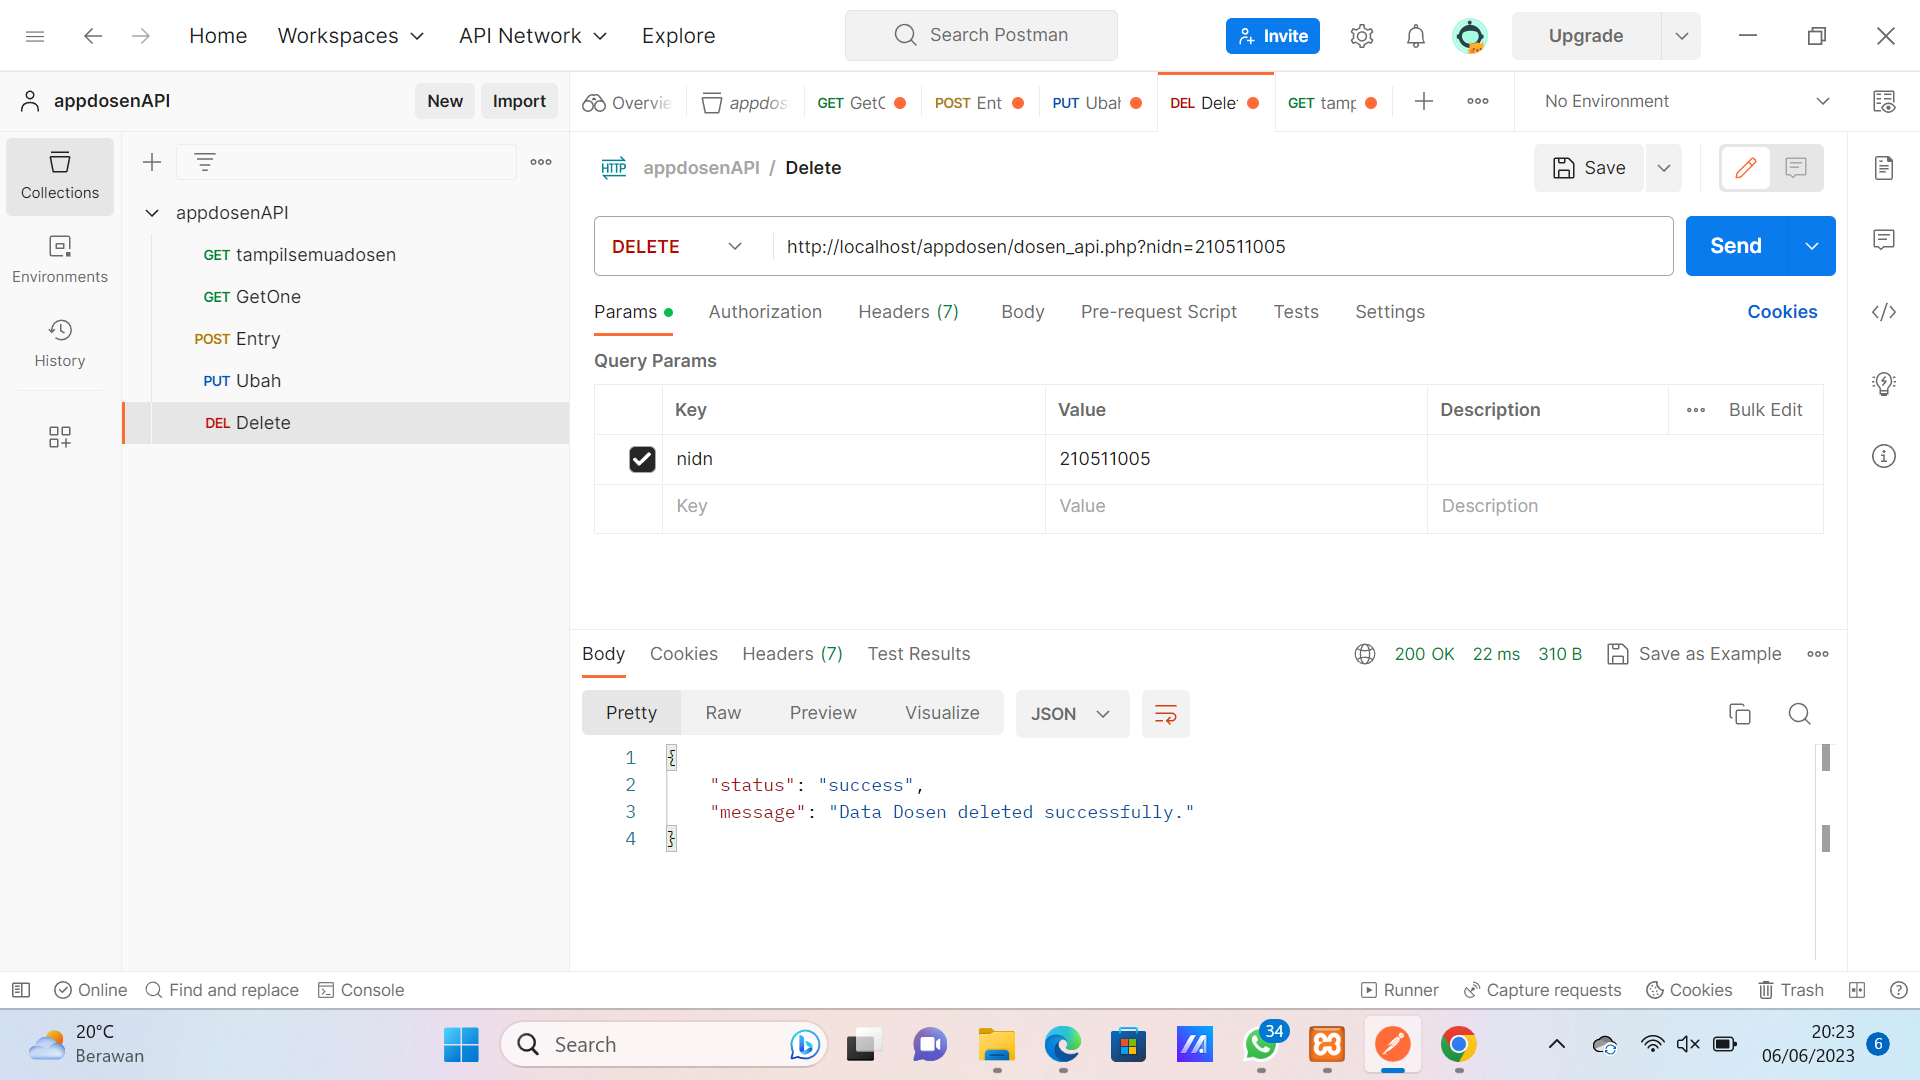 Home
Workspaces
API Network
Explore
Search Postman
Invite
Upgrade
appdosenAPI
New
Import
Overvie
appdos
GET GetC
POST Ent
PUT Ubah
DEL Dele
GET tamp
No Environment
Collections
Environments
History
appdosenAPI
GET tampilsemuadosen
GET GetOne
POST Entry
PUT Ubah
DEL Delete
HTTP
appdosenAPI / Delete
Save
DELETE
http://localhost/appdosen/dosen_api.php?nidn=210511005
Send
Params
Authorization
Headers (7)
Body
Pre-request Script
Tests
Settings
Cookies
Query Params
Key
Value
Description
Bulk Edit
nidn
210511005
Key
Value
Description
Body
Cookies
Headers (7)
Test Results
200 OK
22 ms
310 B
Save as Example
Pretty
Raw
Preview
Visualize
JSON
1 {
2 "status": "success",
3 "message": "Data Dosen deleted successfully."
4 }
Online
Find and replace
Console
Runner
Capture requests
Cookies
Trash
20°C
Berawan
Search
34
20:23
06/06/2023
6